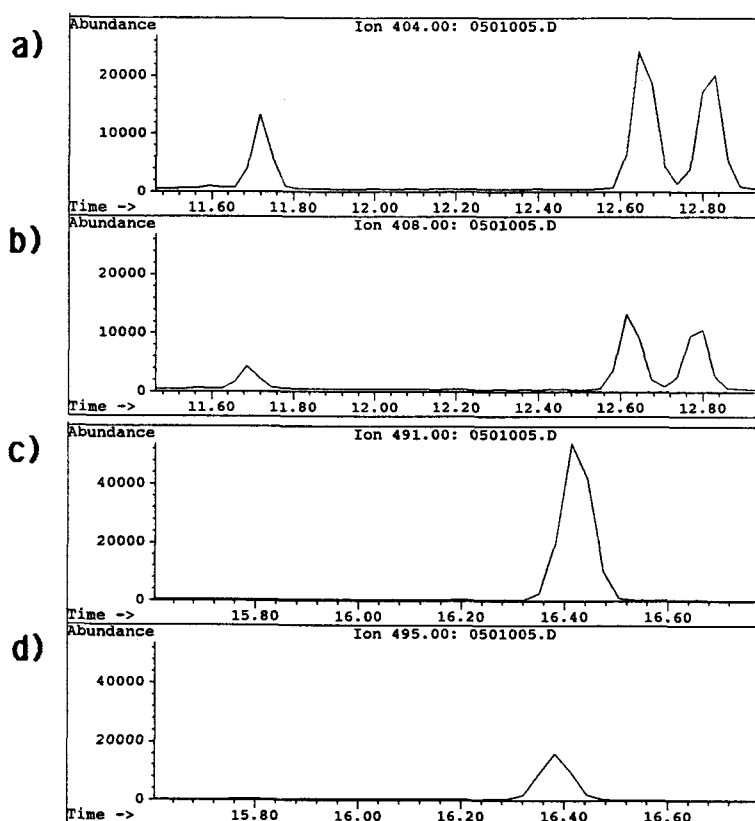 a)
Abundance
Ion 404.00: 0501005.D
20000
10000
0
Time -> 11.60 11.80 12.00 12.20 12.40 12.60 12.80
b)
Abundance
Ion 408.00: 0501005.D
20000
10000
0
Time -> 11.60 11.80 12.00 12.20 12.40 12.60 12.80
c)
Abundance
Ion 491.00: 0501005.D
40000
20000
0
Time -> 15.80 16.00 16.20 16.40 16.60
d)
Abundance
Ion 495.00: 0501005.D
40000
20000
0
Time -> 15.80 16.00 16.20 16.40 16.60